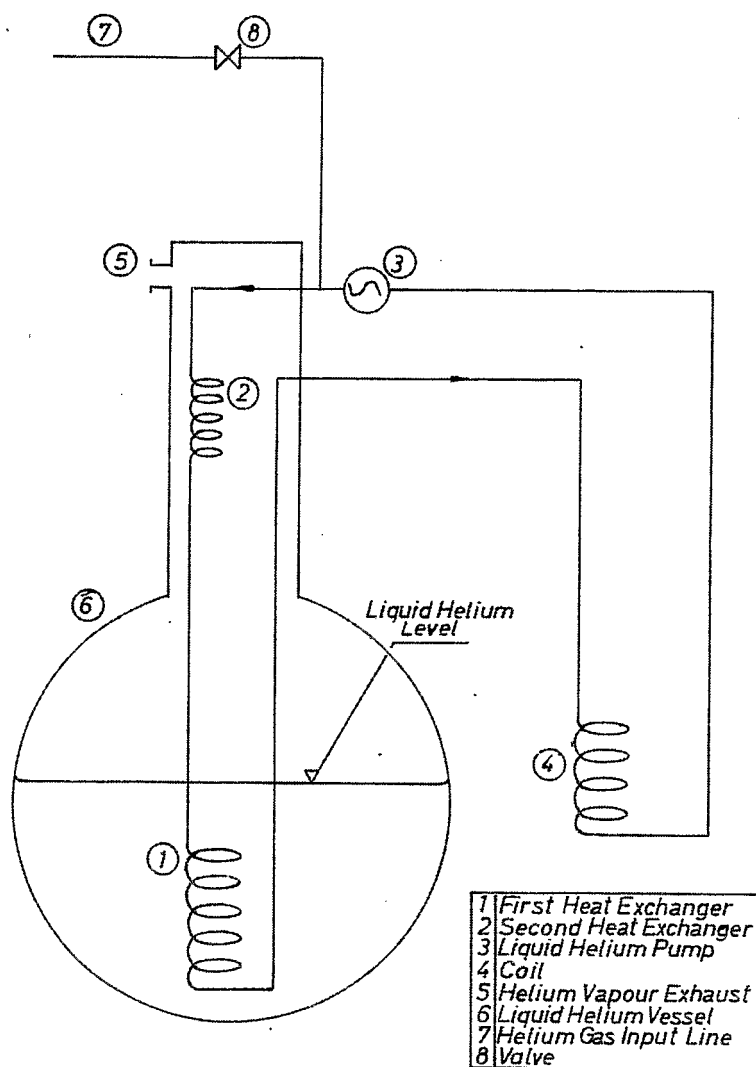 7
8
5
3
2
6
Liquid Helium
Level
4
1
1 First Heat Exchanger
2 Second Heat Exchanger
3 Liquid Helium Pump
4 Coil
5 Helium Vapour Exhaust
6 Liquid Helium Vessel
7 Helium Gas Input Line
8 Valve